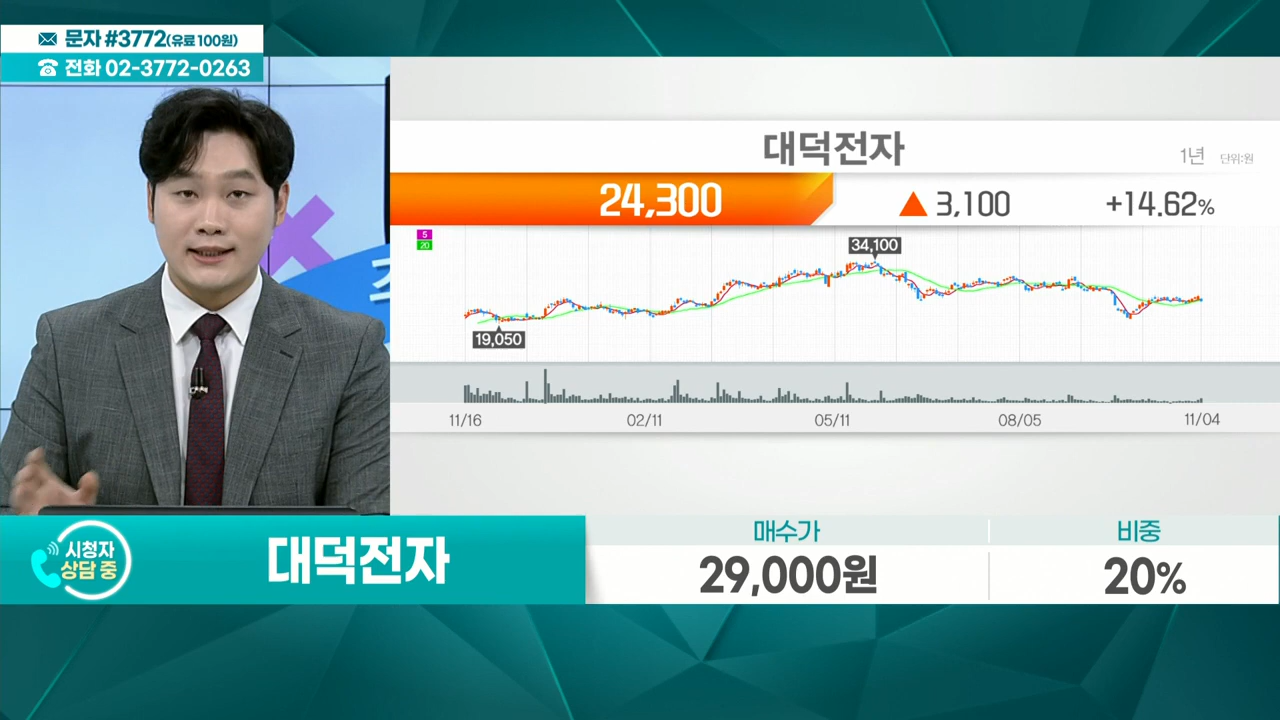 문자 #3772(유료 100원)
전화 02-3772-0263
대덕전자
1년 단위:원
24,300 ▲ 3,100 +14.62%
5
20
34,100
19,050
11/16 02/11 05/11 08/05 11/04
시청자
상담 중
대덕전자
매수가 비중
29,000원 20%